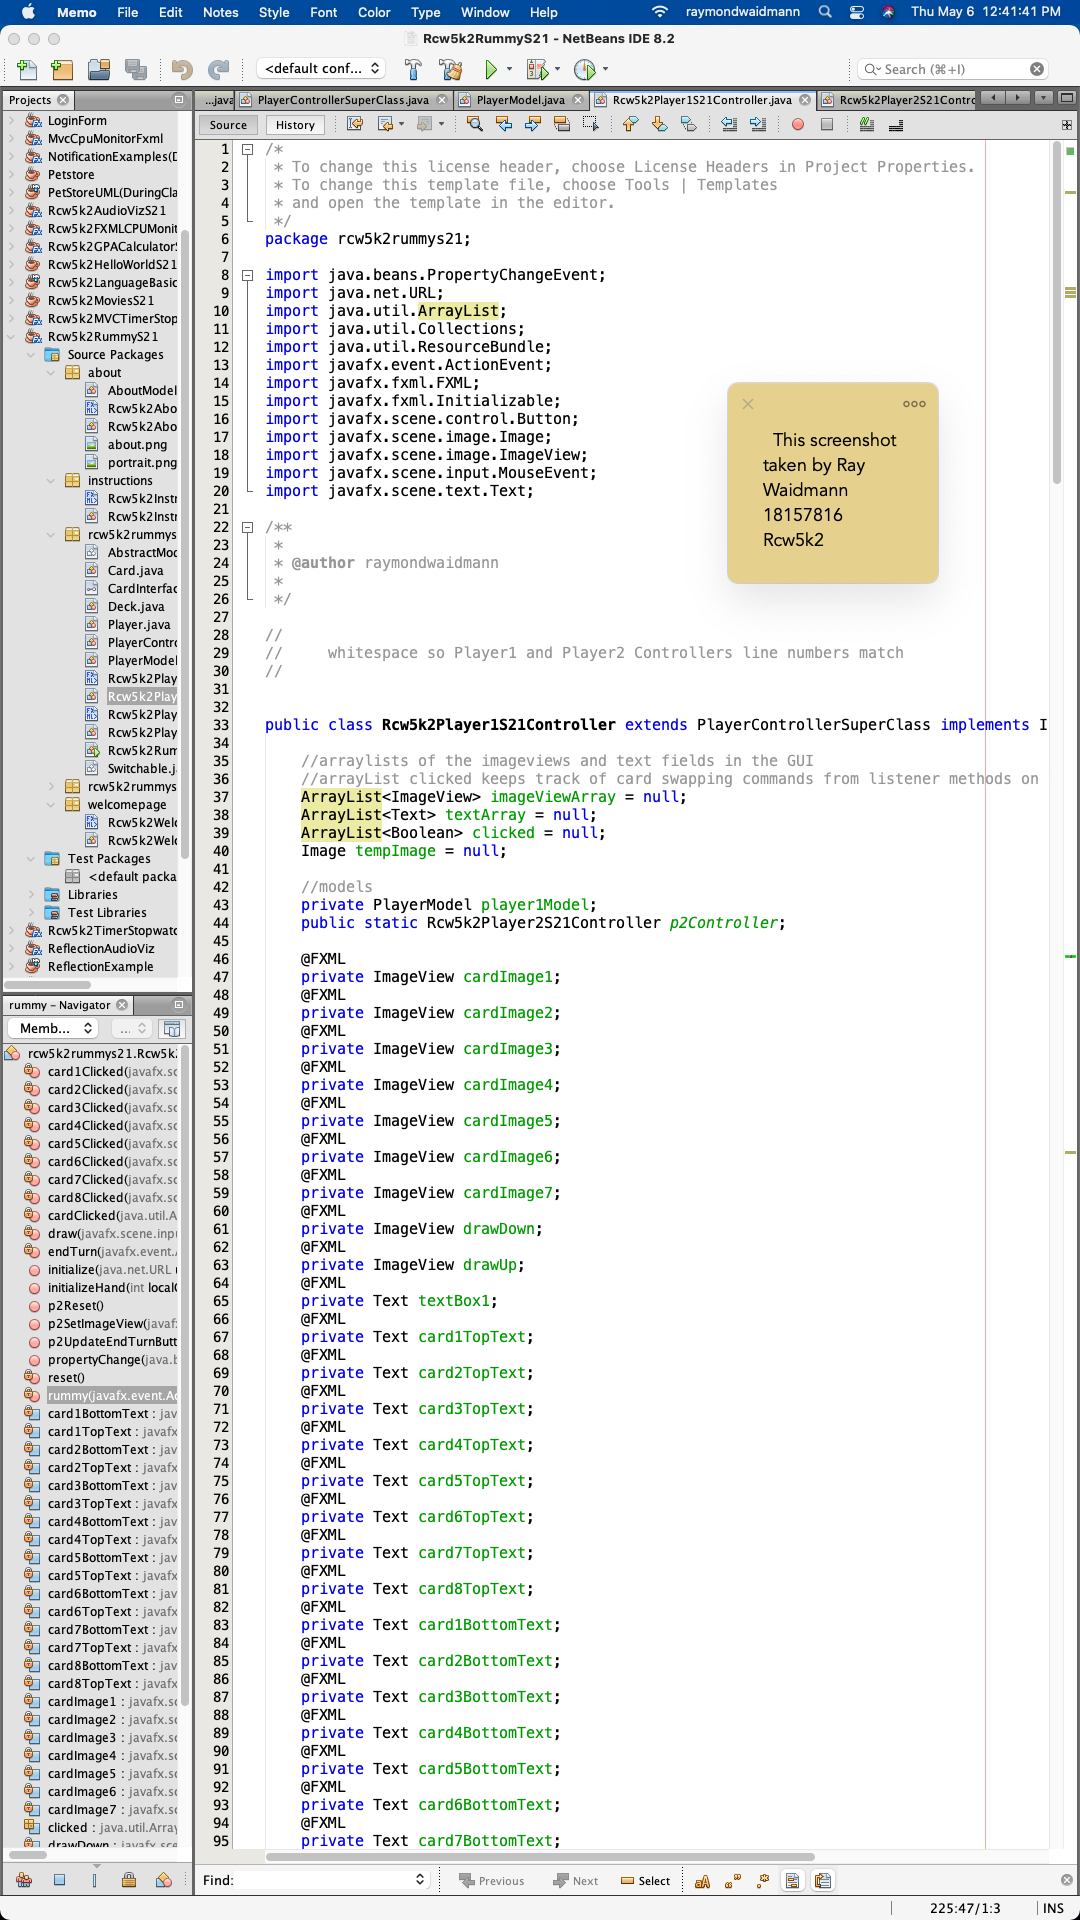 Memo File Edit Notes Style Font Color Type Window Help raymondwaidmann Thu May 6 12:41:41 PM
Rcw5k2RummyS21 - NetBeans IDE 8.2
<default conf... Search (⌘+I)
Projects
...java PlayerControllerSuperClass.java PlayerModel.java Rcw5k2Player1S21Controller.java Rcw5k2Player2S21Contro
Source History
LoginForm
MvcCpuMonitorFxml
NotificationExamples(D
Petstore
PetStoreUML(DuringCla
Rcw5k2AudioVizS21
Rcw5k2FXMLCPUMonit
Rcw5k2GPACalculatorS
Rcw5k2HelloWorldS21
Rcw5k2LanguageBasic
Rcw5k2MoviesS21
Rcw5k2MVCTimerStop
Rcw5k2RummyS21
Source Packages
about
AboutModel
Rcw5k2Abo
Rcw5k2Abo
about.png
portrait.png
instructions
Rcw5k2Instr
Rcw5k2Instr
rcw5k2rummys
AbstractMod
Card.java
CardInterfac
Deck.java
Player.java
PlayerContro
PlayerModel
Rcw5k2Play
Rcw5k2Play
Rcw5k2Play
Rcw5k2Play
Rcw5k2Rum
Switchable.j
rcw5k2rummys
welcomepage
Rcw5k2Welc
Rcw5k2Welc
Test Packages
<default packa
Libraries
Test Libraries
Rcw5k2TimerStopwatc
ReflectionAudioViz
ReflectionExample
rummy - Navigator
Memb... ...
rcw5k2rummys21.Rcw5k2
card1Clicked(javafx.sc
card2Clicked(javafx.sc
card3Clicked(javafx.sc
card4Clicked(javafx.sc
card5Clicked(javafx.sc
card6Clicked(javafx.sc
card7Clicked(javafx.sc
card8Clicked(javafx.sc
cardClicked(java.util.A
draw(javafx.scene.inpu
endTurn(javafx.event.A
initialize(java.net.URL u
initializeHand(int localC
p2Reset()
p2SetImageView(javaf
p2UpdateEndTurnButt
propertyChange(java.b
reset()
rummy(javafx.event.Ac
card1BottomText : jav
card1TopText : javafx
card2BottomText : jav
card2TopText : javafx
card3BottomText : jav
card3TopText : javafx
card4BottomText : jav
card4TopText : javafx
card5BottomText : jav
card5TopText : javafx
card6BottomText : jav
card6TopText : javafx
card7BottomText : jav
card7TopText : javafx
card8BottomText : jav
card8TopText : javafx
cardImage1 : javafx.sc
cardImage2 : javafx.sc
cardImage3 : javafx.sc
cardImage4 : javafx.sc
cardImage5 : javafx.sc
cardImage6 : javafx.sc
cardImage7 : javafx.sc
clicked : java.util.Array
drawDown : javafx.sce
1 /*
2 * To change this license header, choose License Headers in Project Properties.
3 * To change this template file, choose Tools | Templates
4 * and open the template in the editor.
5 */
6 package rcw5k2rummys21;
7
8 import java.beans.PropertyChangeEvent;
9 import java.net.URL;
10 import java.util.ArrayList;
11 import java.util.Collections;
12 import java.util.ResourceBundle;
13 import javafx.event.ActionEvent;
14 import javafx.fxml.FXML;
15 import javafx.fxml.Initializable;
16 import javafx.scene.control.Button;
17 import javafx.scene.image.Image;
18 import javafx.scene.image.ImageView;
19 import javafx.scene.input.MouseEvent;
20 import javafx.scene.text.Text;
21
22 /**
23 *
24 * @author raymondwaidmann
25 *
26 */
27
28 //
29 // whitespace so Player1 and Player2 Controllers line numbers match
30 //
31
32
33 public class Rcw5k2Player1S21Controller extends PlayerControllerSuperClass implements I
34
35 //arraylists of the imageviews and text fields in the GUI
36 //arrayList clicked keeps track of card swapping commands from listener methods on
37 ArrayList<ImageView> imageViewArray = null;
38 ArrayList<Text> textArray = null;
39 ArrayList<Boolean> clicked = null;
40 Image tempImage = null;
41
42 //models
43 private PlayerModel player1Model;
44 public static Rcw5k2Player2S21Controller p2Controller;
45
46 @FXML
47 private ImageView cardImage1;
48 @FXML
49 private ImageView cardImage2;
50 @FXML
51 private ImageView cardImage3;
52 @FXML
53 private ImageView cardImage4;
54 @FXML
55 private ImageView cardImage5;
56 @FXML
57 private ImageView cardImage6;
58 @FXML
59 private ImageView cardImage7;
60 @FXML
61 private ImageView drawDown;
62 @FXML
63 private ImageView drawUp;
64 @FXML
65 private Text textBox1;
66 @FXML
67 private Text card1TopText;
68 @FXML
69 private Text card2TopText;
70 @FXML
71 private Text card3TopText;
72 @FXML
73 private Text card4TopText;
74 @FXML
75 private Text card5TopText;
76 @FXML
77 private Text card6TopText;
78 @FXML
79 private Text card7TopText;
80 @FXML
81 private Text card8TopText;
82 @FXML
83 private Text card1BottomText;
84 @FXML
85 private Text card2BottomText;
86 @FXML
87 private Text card3BottomText;
88 @FXML
89 private Text card4BottomText;
90 @FXML
91 private Text card5BottomText;
92 @FXML
93 private Text card6BottomText;
94 @FXML
95 private Text card7BottomText;
This screenshot
taken by Ray
Waidmann
18157816
Rcw5k2
Find: Previous Next Select
225:47/1:3 INS